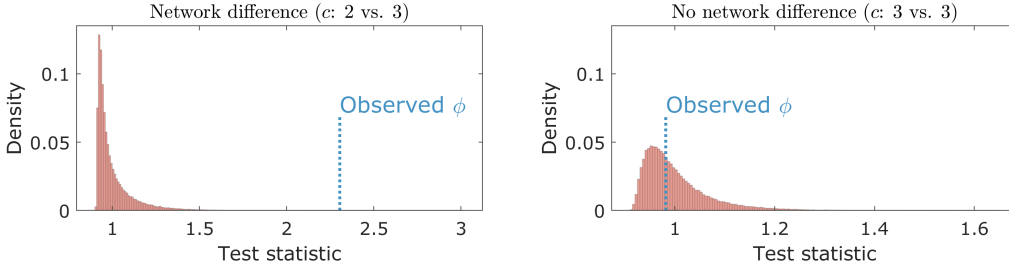 Network difference (c: 2 vs. 3)
Density
0.1
0.05
0
Observed ϕ
1
1.5
2
2.5
3
Test statistic
No network difference (c: 3 vs. 3)
Density
0.1
0.05
0
Observed ϕ
1
1.2
1.4
1.6
Test statistic